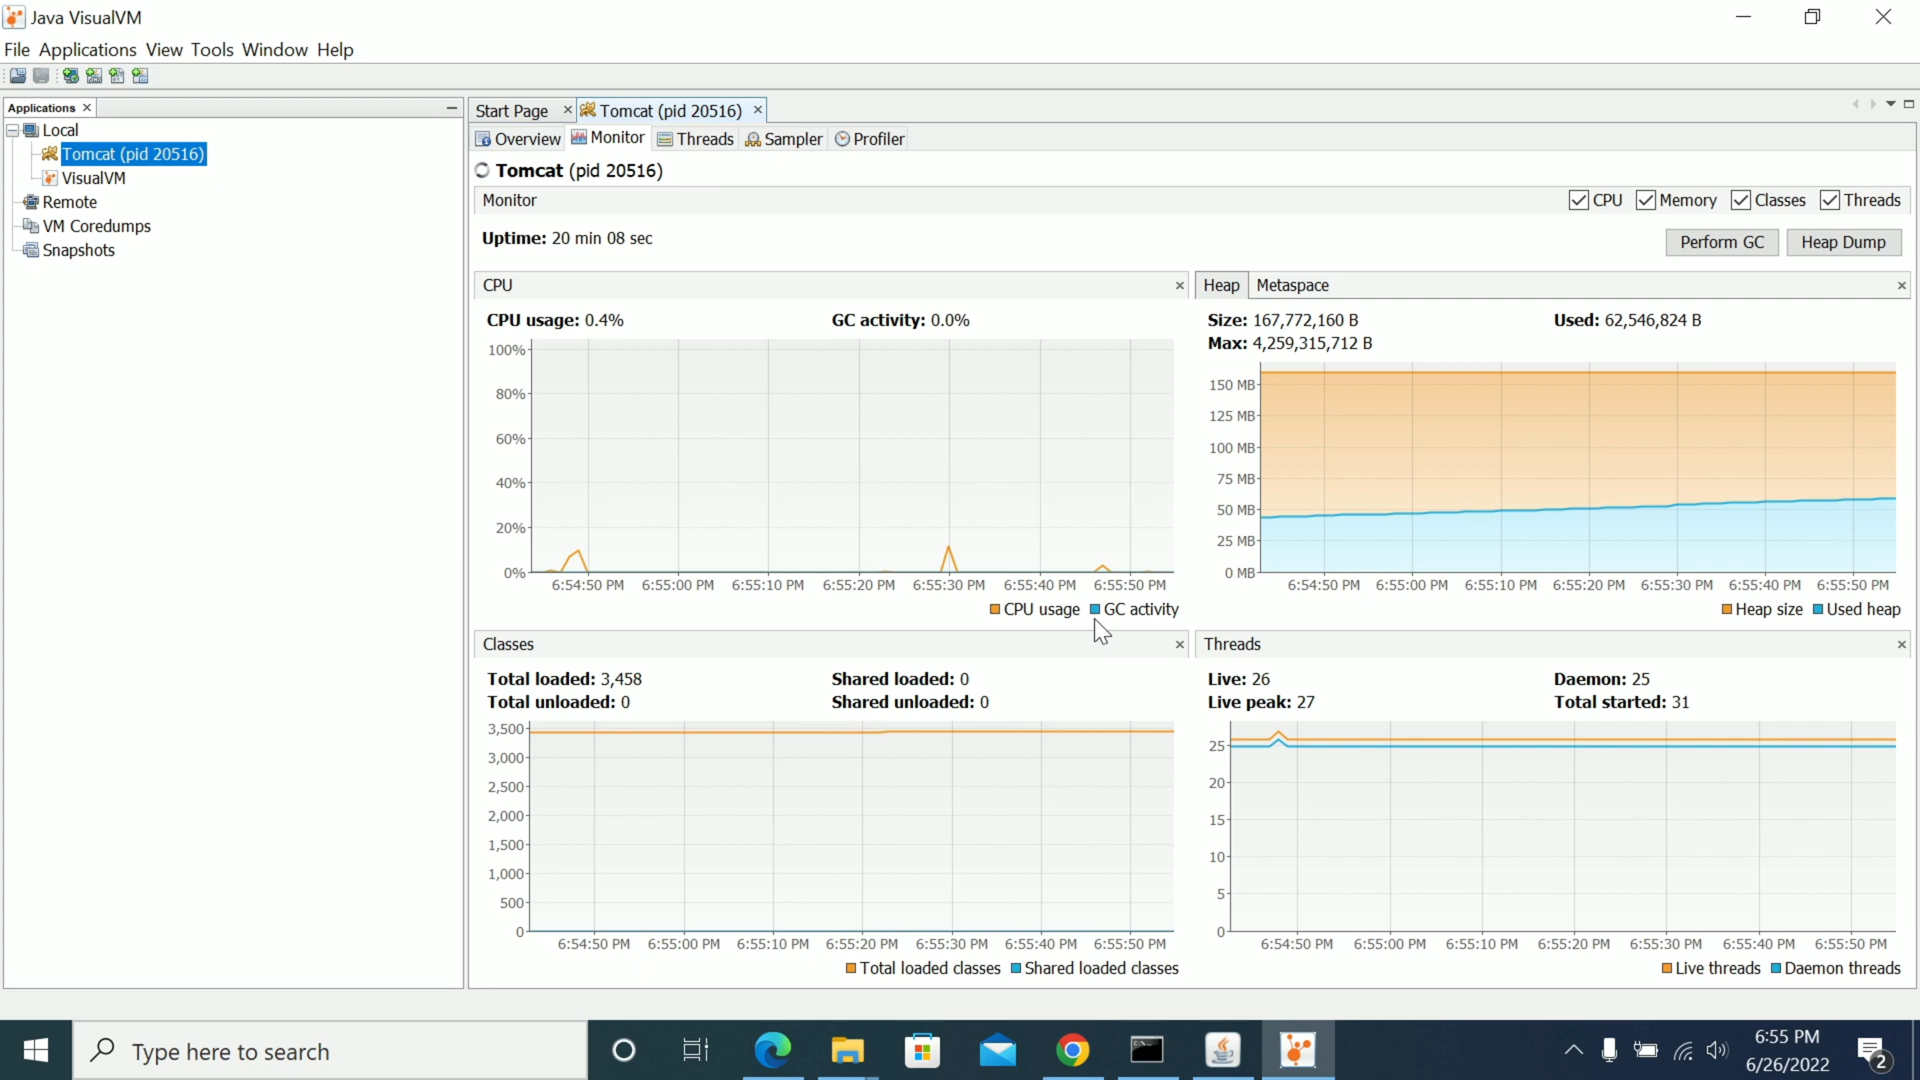 Java VisualVM
File Applications View Tools Window Help
Applications
Local
Tomcat (pid 20516)
VisualVM
Remote
VM Coredumps
Snapshots
Start Page Tomcat (pid 20516)
Overview Monitor Threads Sampler Profiler
Tomcat (pid 20516)
Monitor CPU Memory Classes Threads
Uptime: 20 min 08 sec Perform GC Heap Dump
CPU
CPU usage: 0.4% GC activity: 0.0%
100%
80%
60%
40%
20%
0%
6:54:50 PM 6:55:00 PM 6:55:10 PM 6:55:20 PM 6:55:30 PM 6:55:40 PM 6:55:50 PM
CPU usage GC activity
Heap Metaspace
Size: 167,772,160 B Used: 62,546,824 B
Max: 4,259,315,712 B
150 MB
125 MB
100 MB
75 MB
50 MB
25 MB
0 MB
6:54:50 PM 6:55:00 PM 6:55:10 PM 6:55:20 PM 6:55:30 PM 6:55:40 PM 6:55:50 PM
Heap size Used heap
Classes
Total loaded: 3,458 Shared loaded: 0
Total unloaded: 0 Shared unloaded: 0
3,500
3,000
2,500
2,000
1,500
1,000
500
0
6:54:50 PM 6:55:00 PM 6:55:10 PM 6:55:20 PM 6:55:30 PM 6:55:40 PM 6:55:50 PM
Total loaded classes Shared loaded classes
Threads
Live: 26 Daemon: 25
Live peak: 27 Total started: 31
25
20
15
10
5
0
6:54:50 PM 6:55:00 PM 6:55:10 PM 6:55:20 PM 6:55:30 PM 6:55:40 PM 6:55:50 PM
Live threads Daemon threads
Type here to search
6:55 PM
6/26/2022
2